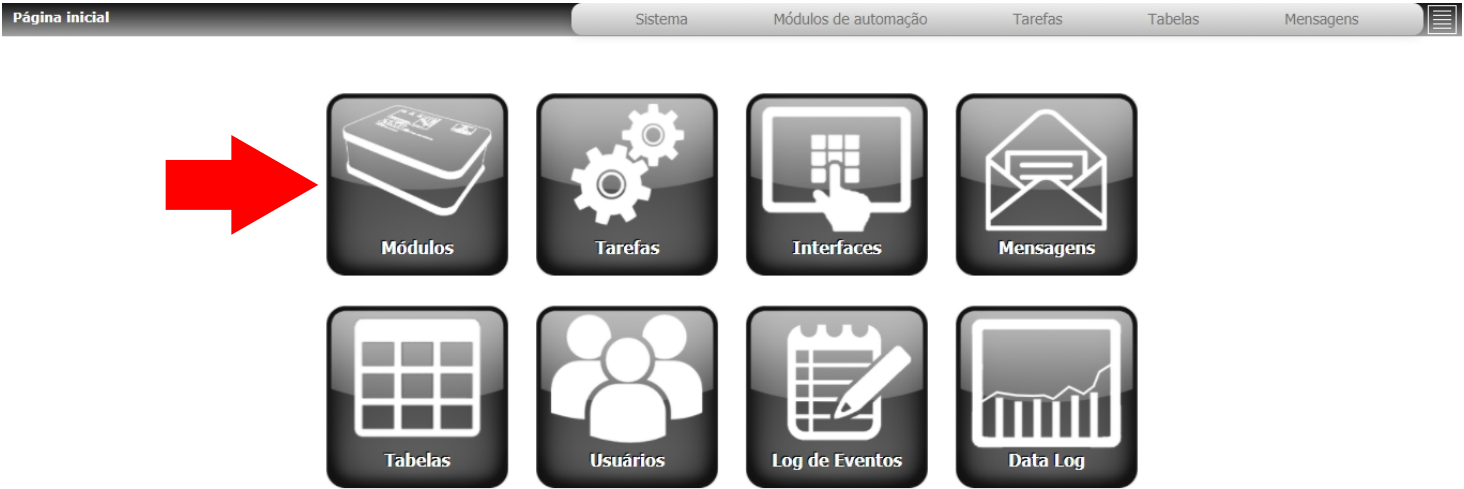 Página inicial Sistema Módulos de automação Tarefas Tabelas Mensagens
Módulos Tarefas Interfaces Mensagens
Tabelas Usuários Log de Eventos Data Log